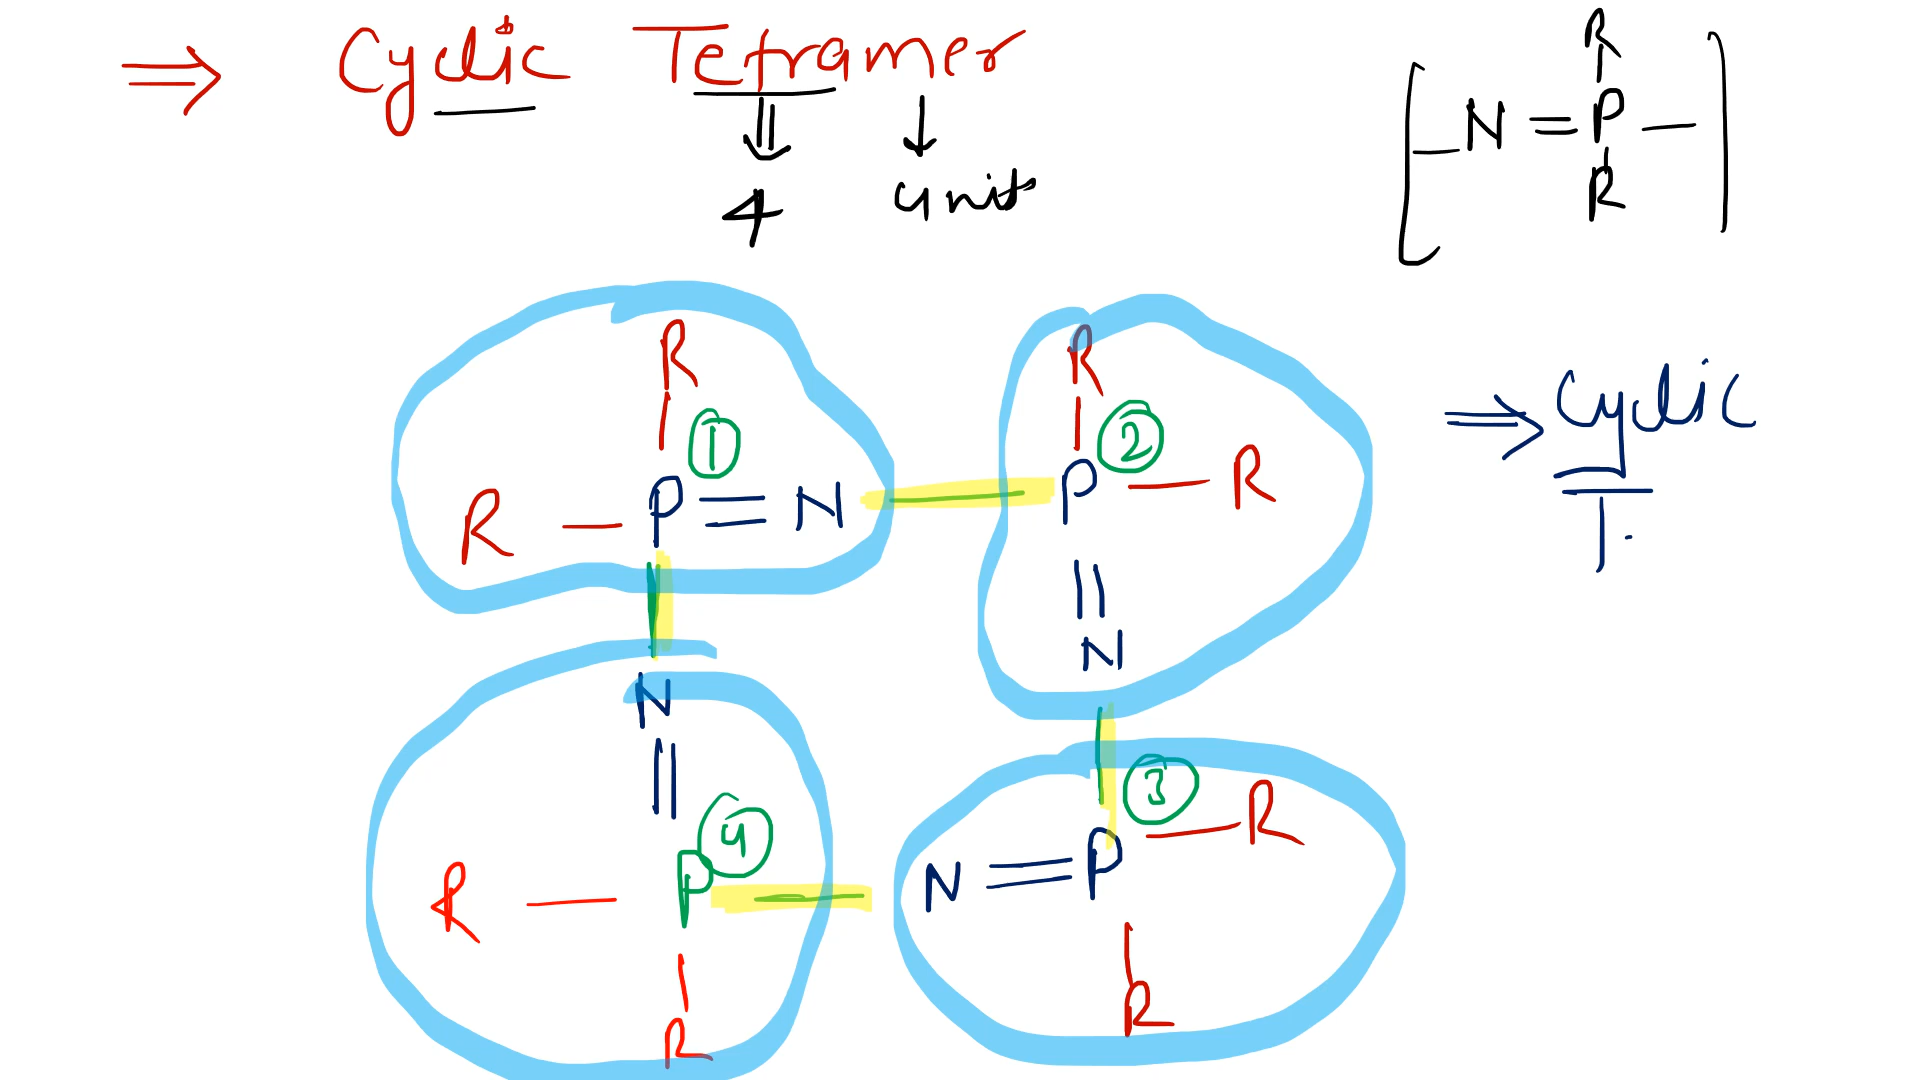 ⇒ Cyclic Tetramer
4 unit
R
[ — N = P — ]
R
R
①
R — P = N — P — R
R
②
N
⇒ Cyclic
T
N
③
N = P — R
R
④
R — P
R